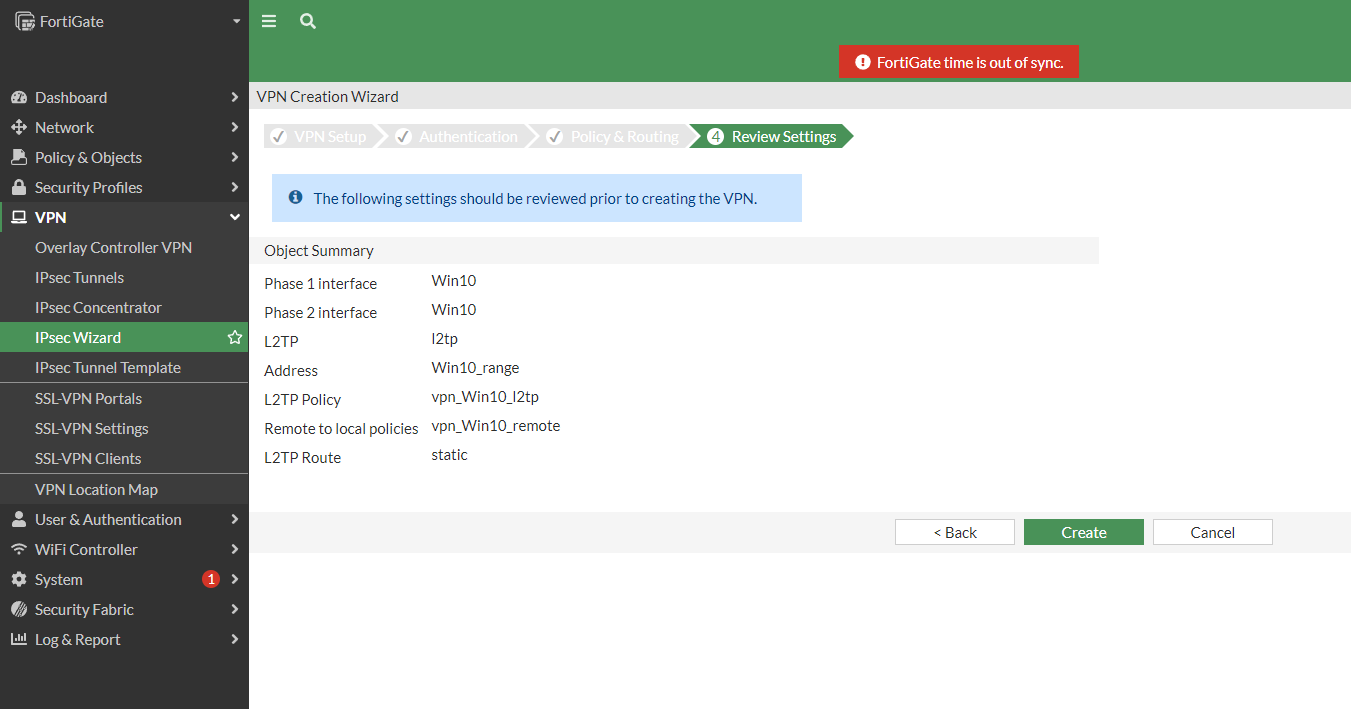 FortiGate
FortiGate time is out of sync.
Dashboard
Network
Policy & Objects
Security Profiles
VPN
Overlay Controller VPN
IPsec Tunnels
IPsec Concentrator
IPsec Wizard
IPsec Tunnel Template
SSL-VPN Portals
SSL-VPN Settings
SSL-VPN Clients
VPN Location Map
User & Authentication
WiFi Controller
System 1
Security Fabric
Log & Report
VPN Creation Wizard
VPN Setup Authentication Policy & Routing 4 Review Settings
The following settings should be reviewed prior to creating the VPN.
Object Summary
Phase 1 interface Win10
Phase 2 interface Win10
L2TP l2tp
Address Win10_range
L2TP Policy vpn_Win10_l2tp
Remote to local policies vpn_Win10_remote
L2TP Route static
< Back Create Cancel